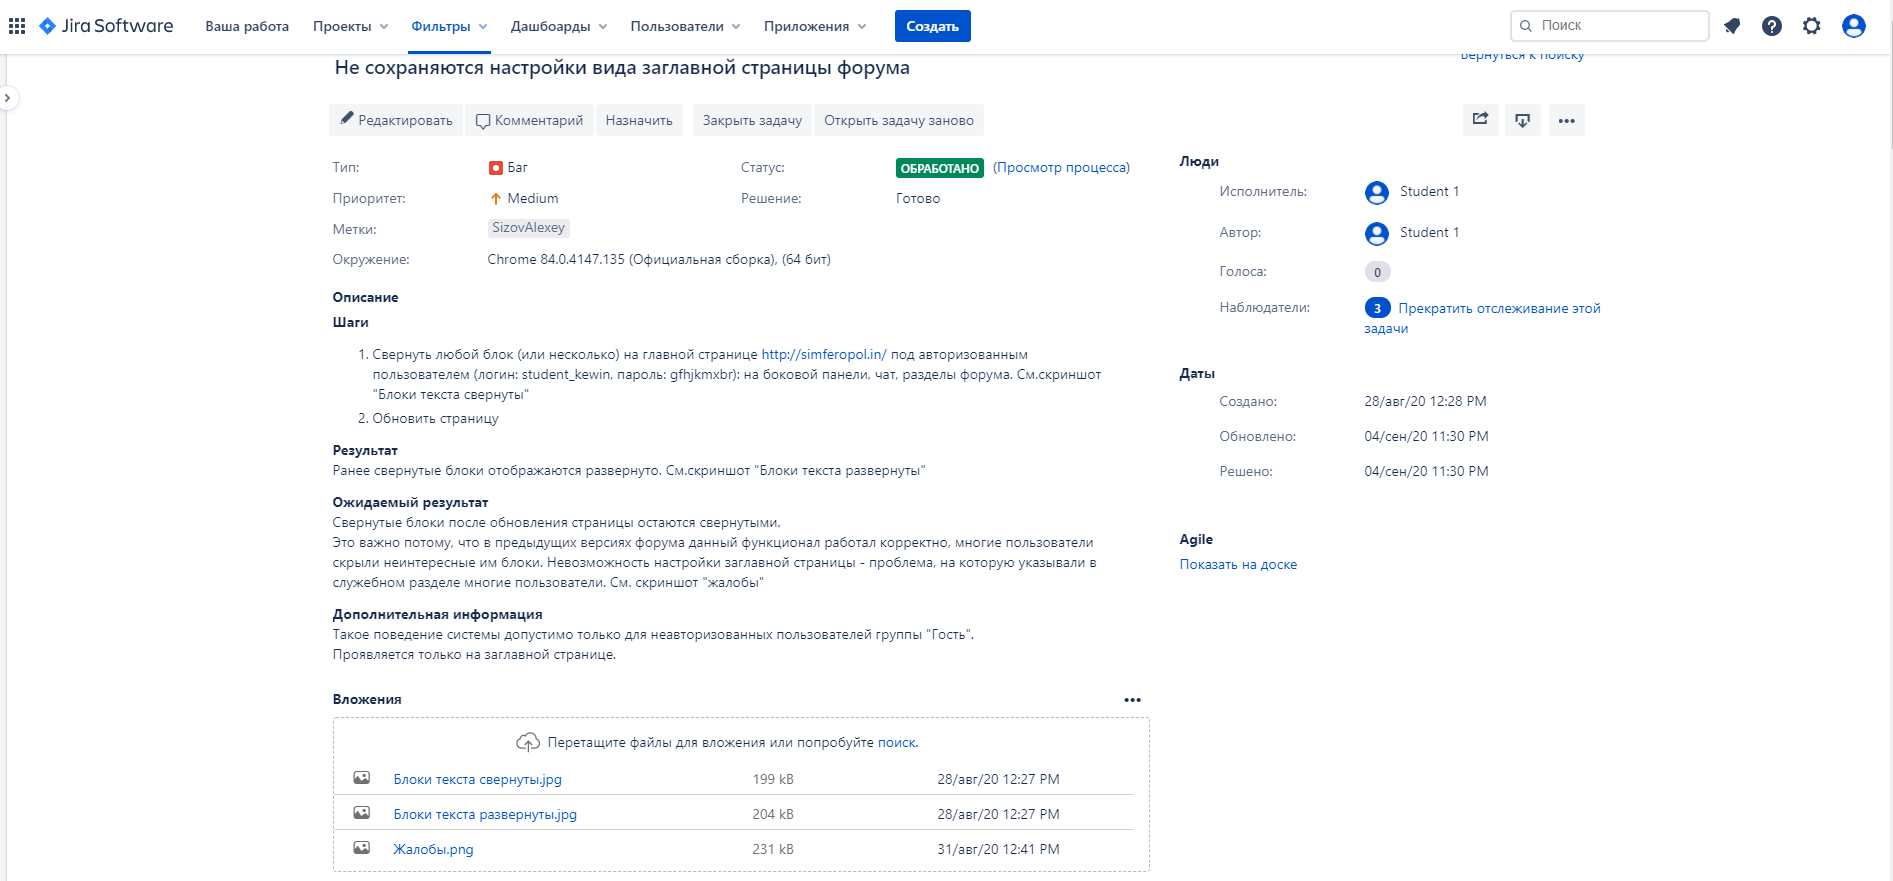 Jira Software Ваша работа Проекты Фильтры Дашборды Пользователи Приложения Создать Поиск
Не сохраняются настройки вида заглавной страницы форума
Вернуться к поиску
Редактировать Комментарий Назначить Закрыть задачу Открыть задачу заново
Тип: Баг Статус: ОБРАБОТАНО (Просмотр процесса)
Приоритет: Medium Решение: Готово
Метки: SizovAlexey
Окружение: Chrome 84.0.4147.135 (Официальная сборка), (64 бит)
Описание
Шаги
1. Свернуть любой блок (или несколько) на главной странице http://simferopol.in/ под авторизованным
пользователем (логин: student_kewin, пароль: gfhjkmxbr): на боковой панели, чат, разделы форума. См.скриншот
"Блоки текста свернуты"
2. Обновить страницу
Результат
Ранее свернутые блоки отображаются развернуто. См.скриншот "Блоки текста развернуты"
Ожидаемый результат
Свернутые блоки после обновления страницы остаются свернутыми.
Это важно потому, что в предыдущих версиях форума данный функционал работал корректно, многие пользователи
скрыли неинтересные им блоки. Невозможность настройки заглавной страницы - проблема, на которую указывали в
служебном разделе многие пользователи. См. скриншот "жалобы"
Дополнительная информация
Такое поведение системы допустимо только для неавторизованных пользователей группы "Гость".
Проявляется только на заглавной странице.
Вложения
Перетащите файлы для вложения или попробуйте поиск.
Блоки текста свернуты.jpg 199 kB 28/авг/20 12:27 PM
Блоки текста развернуты.jpg 204 kB 28/авг/20 12:27 PM
Жалобы.png 231 kB 31/авг/20 12:41 PM
Люди
Исполнитель: Student 1
Автор: Student 1
Голоса: 0
Наблюдатели: 3 Прекратить отслеживание этой
задачи
Даты
Создано: 28/авг/20 12:28 PM
Обновлено: 04/сен/20 11:30 PM
Решено: 04/сен/20 11:30 PM
Agile
Показать на доске